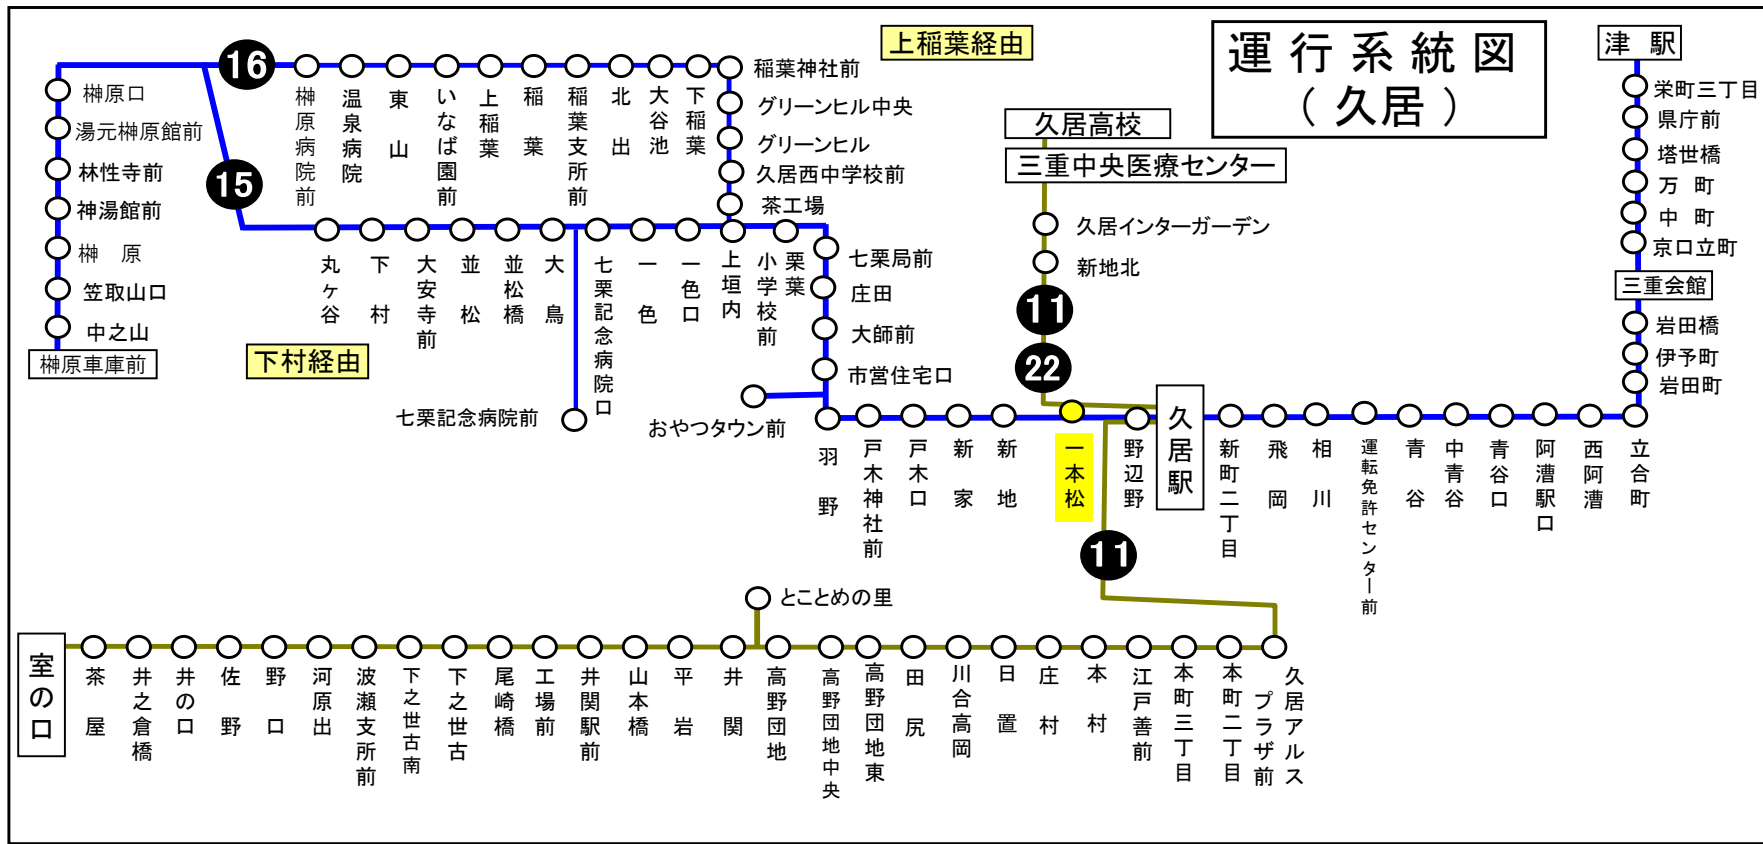 運行系統図
（久居）
上稲葉経由
津駅
栄町三丁目
県庁前
塔世橋
万町
中町
京口立町
三重会館
岩田橋
伊予町
岩田町
立合町
西阿漕
阿漕駅口
青谷口
中青谷
青谷
運転免許センター前
相川
飛岡
新町二丁目
久居駅
久居高校
三重中央医療センター
久居インターガーデン
新地北
11
22
野辺野
一本松
新地
新家
戸木口
戸木神社前
羽野
おやつタウン前
市営住宅口
大師前
庄田
七栗局前
栗葉小学校前
上垣内
一色口
一色
七栗記念病院口
七栗記念病院前
大鳥
並松橋
並松
大安寺前
下村
丸ヶ谷
下村経由
15
16
茶工場
久居西中学校前
グリーンヒル
グリーンヒル中央
稲葉神社前
下稲葉
大谷池
北出
稲葉支所前
稲葉
上稲葉
いなば園前
東山
温泉病院
榊原病院前
榊原口
湯元榊原館前
林性寺前
神湯館前
榊原
笠取山口
中之山
榊原車庫前
11
久居アルスプラザ前
本町二丁目
本町三丁目
江戸善前
本村
庄村
日置
川合高岡
田尻
高野団地東
高野団地中央
高野団地
とことめの里
井関
平岩
山本橋
井関駅前
工場前
尾崎橋
下之世古
下之世古南
波瀬支所前
河原出
野口
佐野
井の口
井之倉橋
茶屋
室の口